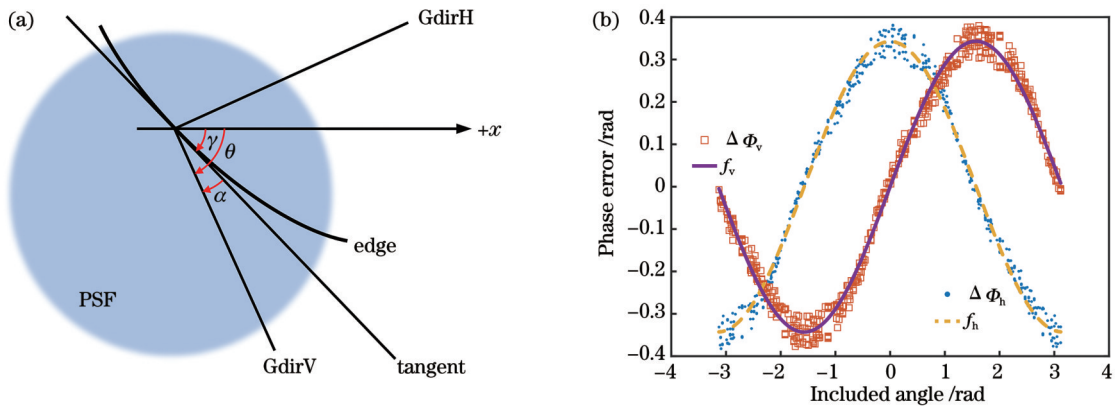 (a)
GdirH
+x
γ
θ
α
edge
PSF
GdirV
tangent
(b)
Phase error /rad
0.4
0.3
0.2
0.1
0
−0.1
−0.2
−0.3
−0.4
ΔΦv
fv
ΔΦh
fh
−4 −3 −2 −1 0 1 2 3 4
Included angle /rad